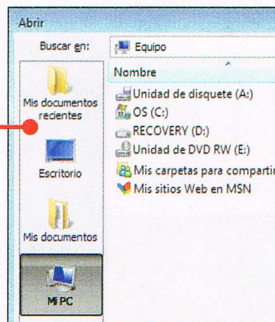 Abrir
Buscar en:
Equipo
Mis documentos
recientes
Escritorio
Mis documentos
Mi PC
Nombre
Unidad de disquete (A:)
OS (C:)
RECOVERY (D:)
Unidad de DVD RW (E:)
Mis carpetas para compartir
Mis sitios Web en MSN